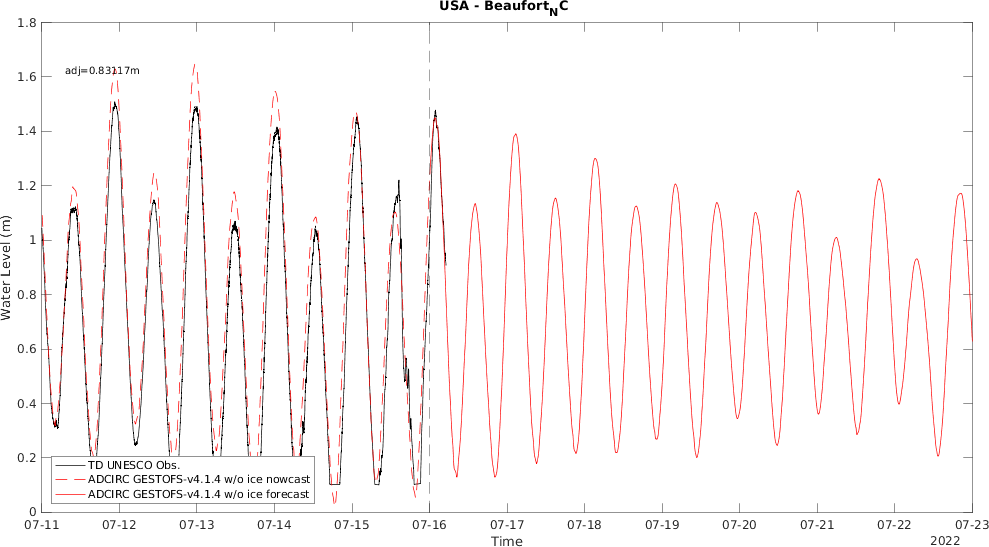 USA - Beaufort_NC
1.8
1.6
1.4
1.2
1
0.8
0.6
0.4
0.2
0
Water Level (m)
adj=0.83117m
TD UNESCO Obs.
ADCIRC GESTOFS-v4.1.4 w/o ice nowcast
ADCIRC GESTOFS-v4.1.4 w/o ice forecast
07-11 07-12 07-13 07-14 07-15 07-16 07-17 07-18 07-19 07-20 07-21 07-22 07-23
Time
2022